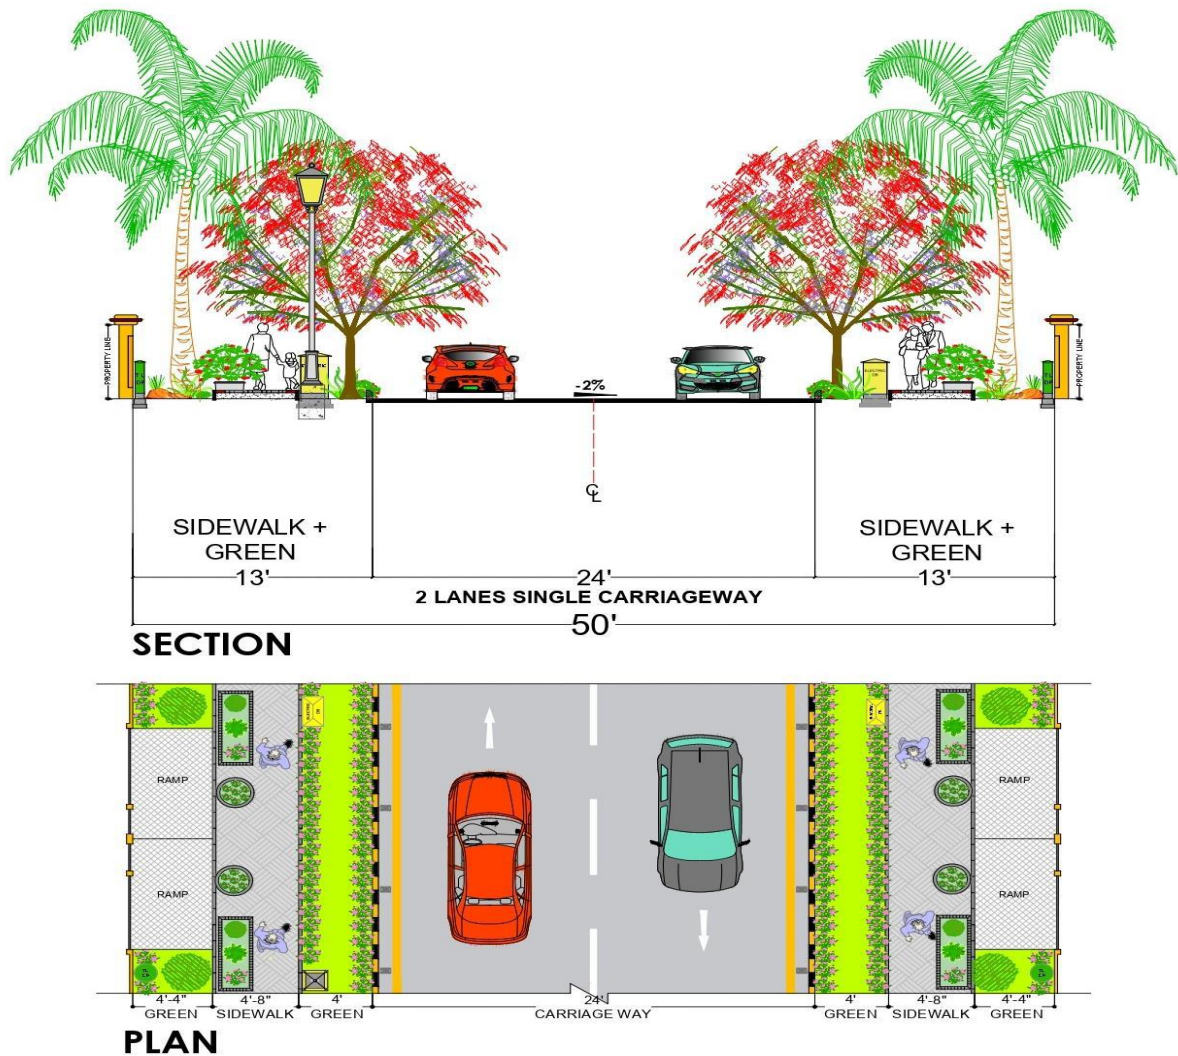 PROPERTY LINE
-2%
ELECTRIC
DB
PROPERTY LINE
SIDEWALK +
GREEN
SIDEWALK +
GREEN
13'
24'
13'
2 LANES SINGLE CARRIAGEWAY
50'
SECTION
RAMP
RAMP
RAMP
RAMP
4'-4"
4'-8"
4'
24'
4'
4'-8"
4'-4"
GREEN
SIDEWALK
GREEN
CARRIAGE WAY
GREEN
SIDEWALK
GREEN
PLAN